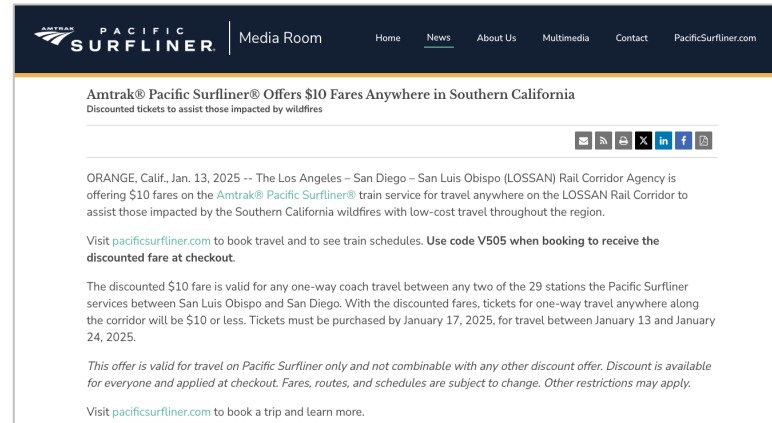 AMTRAK
PACIFIC
SURFLINER®
Media Room
Home News About Us Multimedia Contact PacificSurfliner.com
Amtrak® Pacific Surfliner® Offers $10 Fares Anywhere in Southern California
Discounted tickets to assist those impacted by wildfires
ORANGE, Calif., Jan. 13, 2025 -- The Los Angeles – San Diego – San Luis Obispo (LOSSAN) Rail Corridor Agency is
offering $10 fares on the Amtrak® Pacific Surfliner® train service for travel anywhere on the LOSSAN Rail Corridor to
assist those impacted by the Southern California wildfires with low-cost travel throughout the region.
Visit pacificsurfliner.com to book travel and to see train schedules. Use code V505 when booking to receive the
discounted fare at checkout.
The discounted $10 fare is valid for any one-way coach travel between any two of the 29 stations the Pacific Surfliner
services between San Luis Obispo and San Diego. With the discounted fares, tickets for one-way travel anywhere along
the corridor will be $10 or less. Tickets must be purchased by January 17, 2025, for travel between January 13 and January
24, 2025.
This offer is valid for travel on Pacific Surfliner only and not combinable with any other discount offer. Discount is available
for everyone and applied at checkout. Fares, routes, and schedules are subject to change. Other restrictions may apply.
Visit pacificsurfliner.com to book a trip and learn more.